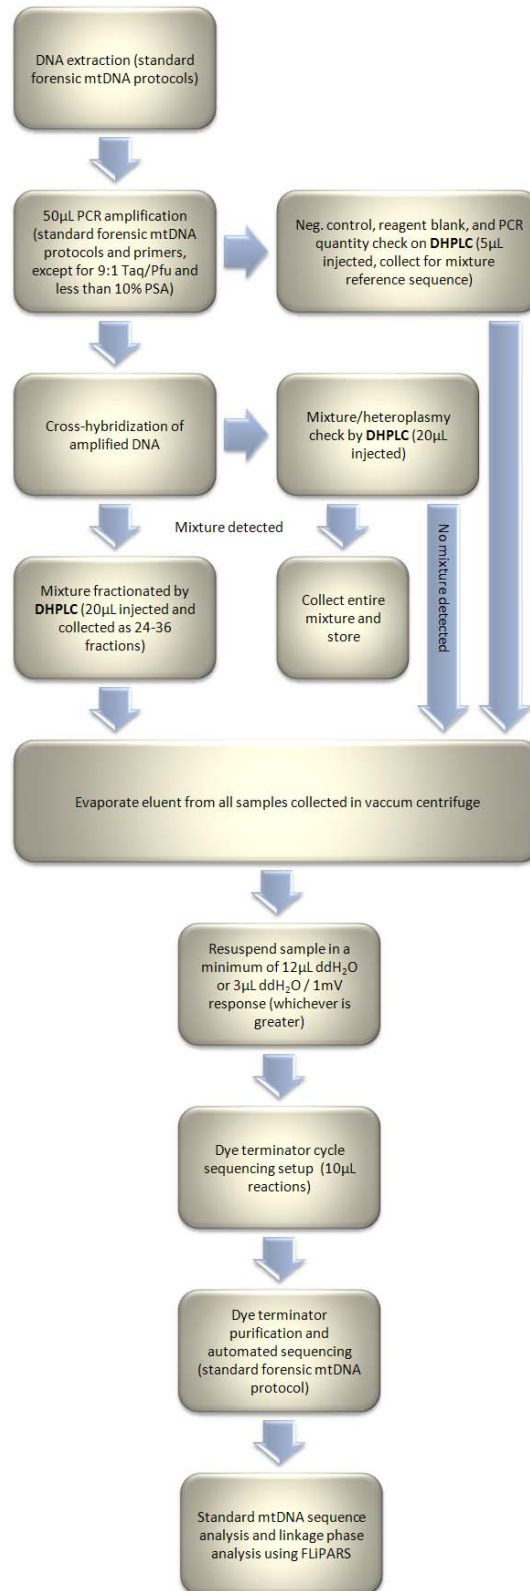 DNA extraction (standard
forensic mtDNA protocols)
50µL PCR amplification
(standard forensic mtDNA
protocols and primers,
except for 9:1 Taq/Pfu and
less than 10% PSA)
Neg. control, reagent blank, and PCR
quantity check on DHPLC (5µL
injected, collect for mixture
reference sequence)
Cross-hybridization of
amplified DNA
Mixture/heteroplasmy
check by DHPLC (20µL
injected)
Mixture detected
No mixture detected
Mixture fractionated by
DHPLC (20µL injected and
collected as 24-36
fractions)
Collect entire
mixture and
store
Evaporate eluent from all samples collected in vaccum centrifuge
Resuspend sample in a
minimum of 12µL ddH₂O
or 3µL ddH₂O / 1mV
response (whichever is
greater)
Dye terminator cycle
sequencing setup (10µL
reactions)
Dye terminator
purification and
automated sequencing
(standard forensic mtDNA
protocol)
Standard mtDNA sequence
analysis and linkage phase
analysis using FLiPARS